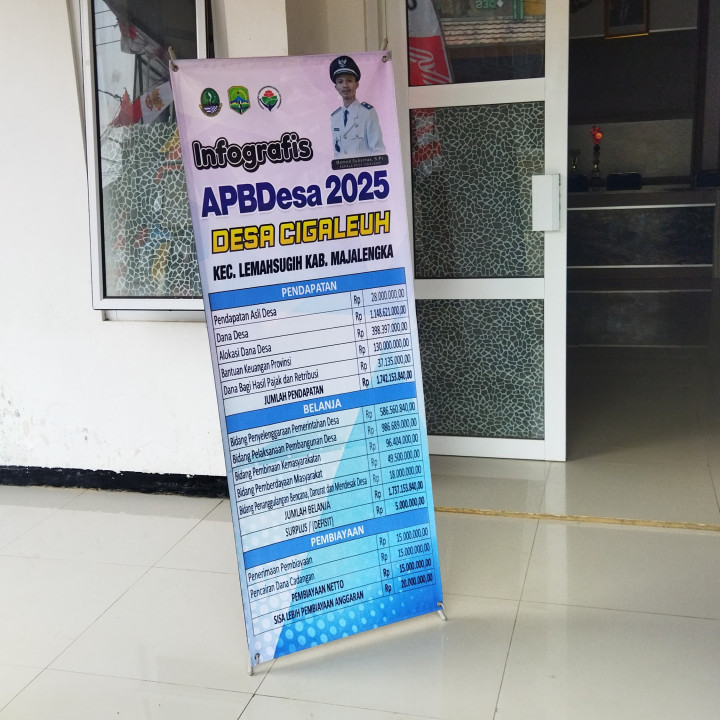 Infografis
APBDesa 2025
DESA CIGALEUH
KEC. LEMAHSUGIH KAB. MAJALENGKA
PENDAPATAN
Pendapatan Asli Desa Rp 28.000.000,00
Dana Desa Rp 1.148.621.000,00
Alokasi Dana Desa Rp 398.397.000,00
Bantuan Keuangan Provinsi Rp 130.000.000,00
Dana Bagi Hasil Pajak dan Retribusi Rp 37.135.000,00
JUMLAH PENDAPATAN Rp 1.742.153.840,00
BELANJA
Bidang Penyelenggaraan Pemerintahan Desa Rp 586.560.840,00
Bidang Pelaksanaan Pembangunan Desa Rp 986.689.000,00
Bidang Pembinaan Kemasyarakatan Rp 96.404.000,00
Bidang Pemberdayaan Masyarakat Rp 49.500.000,00
Bidang Penanggulangan Bencana, Darurat dan Mendesak Desa Rp 18.000.000,00
JUMLAH BELANJA Rp 1.737.153.840,00
SURPLUS / (DEPISIT) Rp 5.000.000,00
PEMBIAYAAN
Penerimaan Pembiayaan Rp 15.000.000,00
Pencairan Dana Cadangan Rp 15.000.000,00
PEMBIAYAAN NETTO Rp 15.000.000,00
SISA LEBIH PEMBIAYAAN ANGGARAN Rp 20.000.000,00